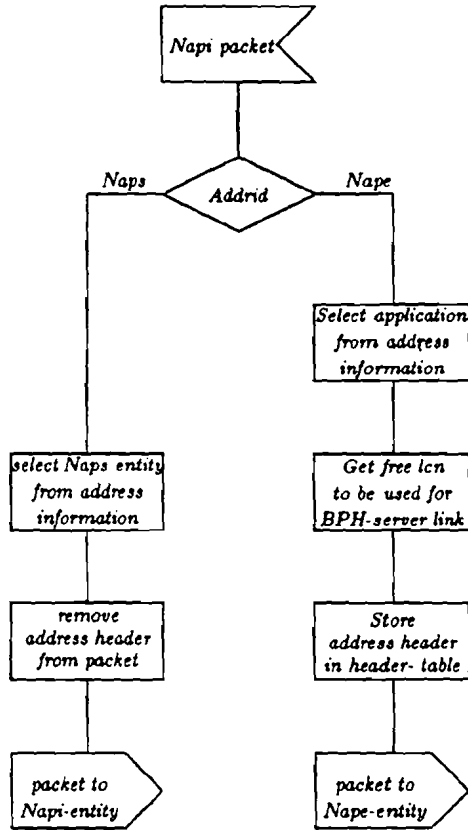 Napi packet
Naps
Addrid
Nape
Select application
from address
information
select Naps entity
from address
information
Get free lcn
to be used for
BPH-server link
remove
address header
from packet
Store
address header
in header- table
packet to
Napi-entity
packet to
Nape-entity